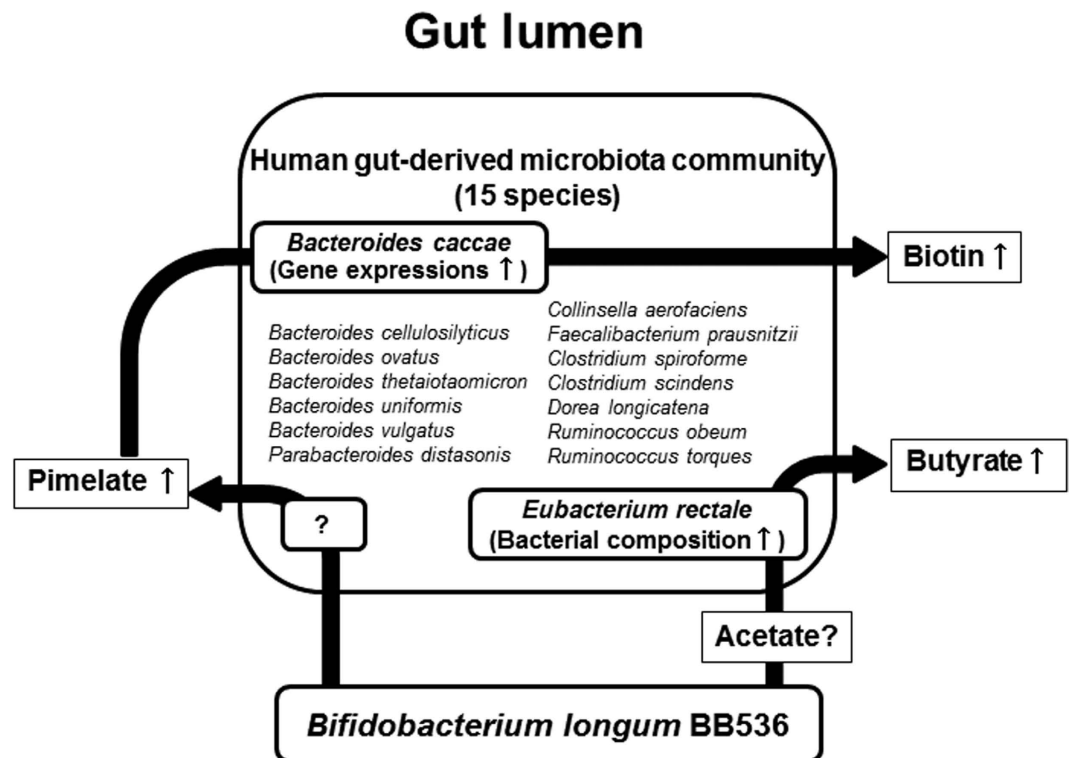 Gut lumen
Human gut-derived microbiota community
(15 species)
Bacteroides caccae
(Gene expressions ↑)
Biotin ↑
Bacteroides cellulosilyticus
Bacteroides ovatus
Bacteroides thetaiotaomicron
Bacteroides uniformis
Bacteroides vulgatus
Parabacteroides distasonis
Collinsella aerofaciens
Faecalibacterium prausnitzii
Clostridium spiroforme
Clostridium scindens
Dorea longicatena
Ruminococcus obeum
Ruminococcus torques
Pimelate ↑
Butyrate ↑
?
Eubacterium rectale
(Bacterial composition ↑)
Acetate?
Bifidobacterium longum BB536